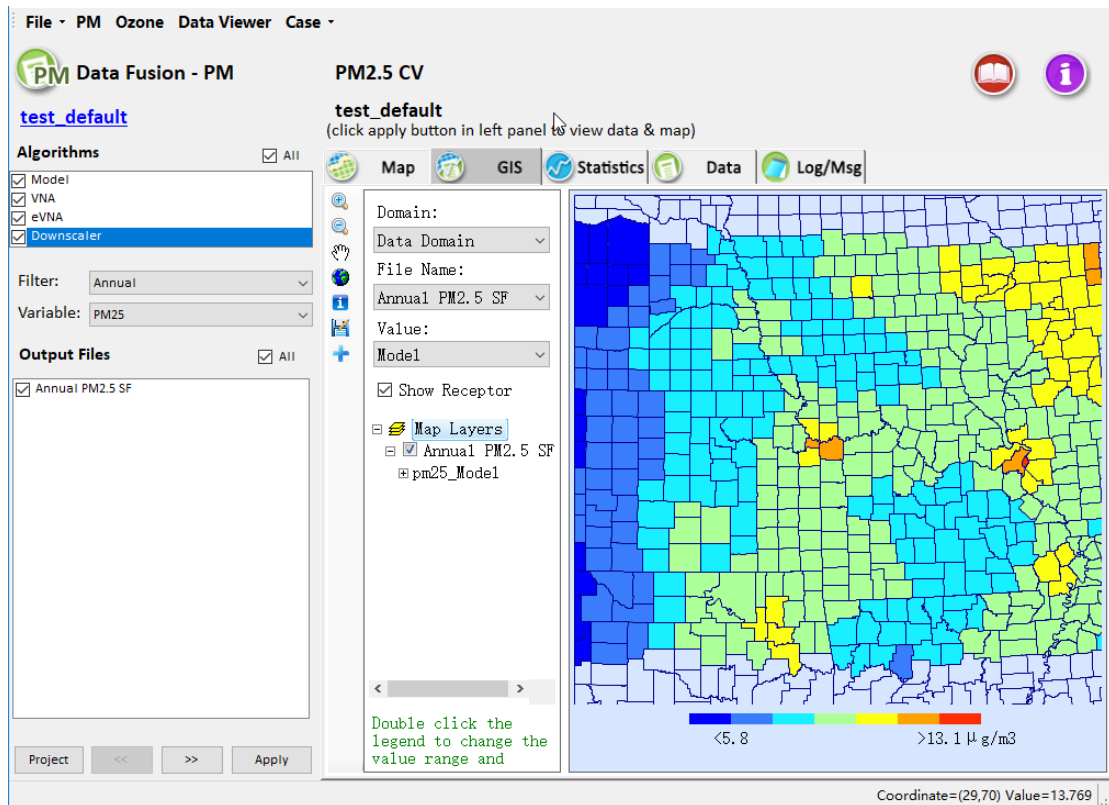 File PM Ozone Data Viewer Case
PM Data Fusion - PM
PM2.5 CV
test_default
test_default
(click apply button in left panel to view data & map)
Algorithms
All
Model
VNA
eVNA
Downscaler
Filter: Annual
Variable: PM25
Output Files
All
Annual PM2.5 SF
Project << >> Apply
Map GIS Statistics Data Log/Msg
Domain:
Data Domain
File Name:
Annual PM2.5 SF
Value:
Model
Show Receptor
Map Layers
Annual PM2.5 SF
pm25_Model
Double click the
legend to change the
value range and
<5.8 >13.1μg/m3
Coordinate=(29,70) Value=13.769